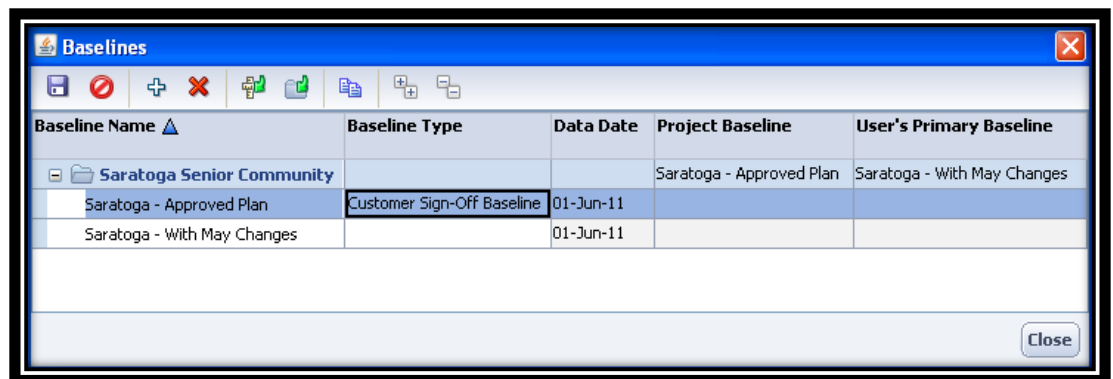 Baselines
Baseline Name Baseline Type Data Date Project Baseline User's Primary Baseline
Saratoga Senior Community Saratoga - Approved Plan Saratoga - With May Changes
Saratoga - Approved Plan Customer Sign-Off Baseline 01-Jun-11
Saratoga - With May Changes 01-Jun-11
Close